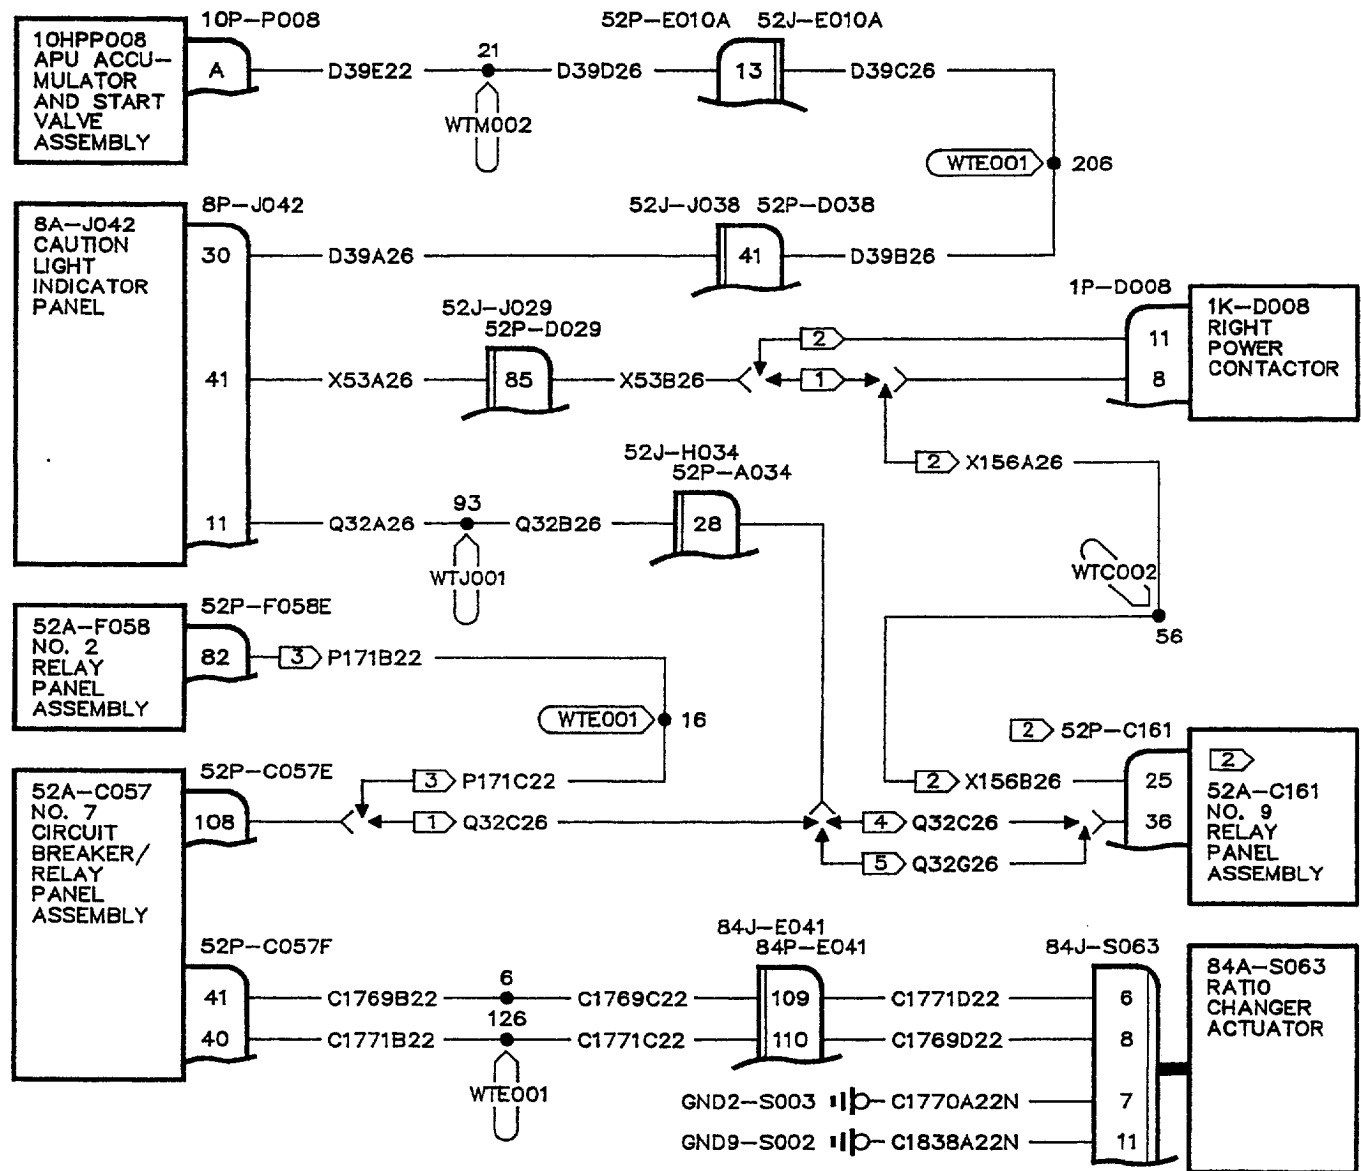 10P-P008
52P-E010A 52J-E010A
10HPP008
APU ACCU-
MULATOR
AND START
VALVE
ASSEMBLY
A
D39E22
21
D39D26
13
D39C26
WTM002
WTE001
206
8P-J042
52J-J038 52P-D038
8A-J042
CAUTION
LIGHT
INDICATOR
PANEL
30
D39A26
41
D39B26
1P-D008
1K-D008
RIGHT
POWER
CONTACTOR
52J-J029
52P-D029
2
11
41
X53A26
85
X53B26
1
8
52J-H034
52P-A034
2
X156A26
93
11
Q32A26
Q32B26
28
WTJ001
WTC002
56
52P-F058E
52A-F058
NO. 2
RELAY
PANEL
ASSEMBLY
82
3
P171B22
WTE001
16
2
52P-C161
52P-C057E
52A-C057
NO. 7
CIRCUIT
BREAKER/
RELAY
PANEL
ASSEMBLY
3
P171C22
2
X156B26
25
2
52A-C161
NO. 9
RELAY
PANEL
ASSEMBLY
108
1
Q32C26
4
Q32C26
36
5
Q32G26
52P-C057F
84J-E041
84P-E041
84J-S063
84A-S063
RATIO
CHANGER
ACTUATOR
41
C1769B22
6
C1769C22
109
C1771D22
6
126
40
C1771B22
C1771C22
110
C1769D22
8
WTE001
GND2-S003
C1770A22N
7
GND9-S002
C1838A22N
11